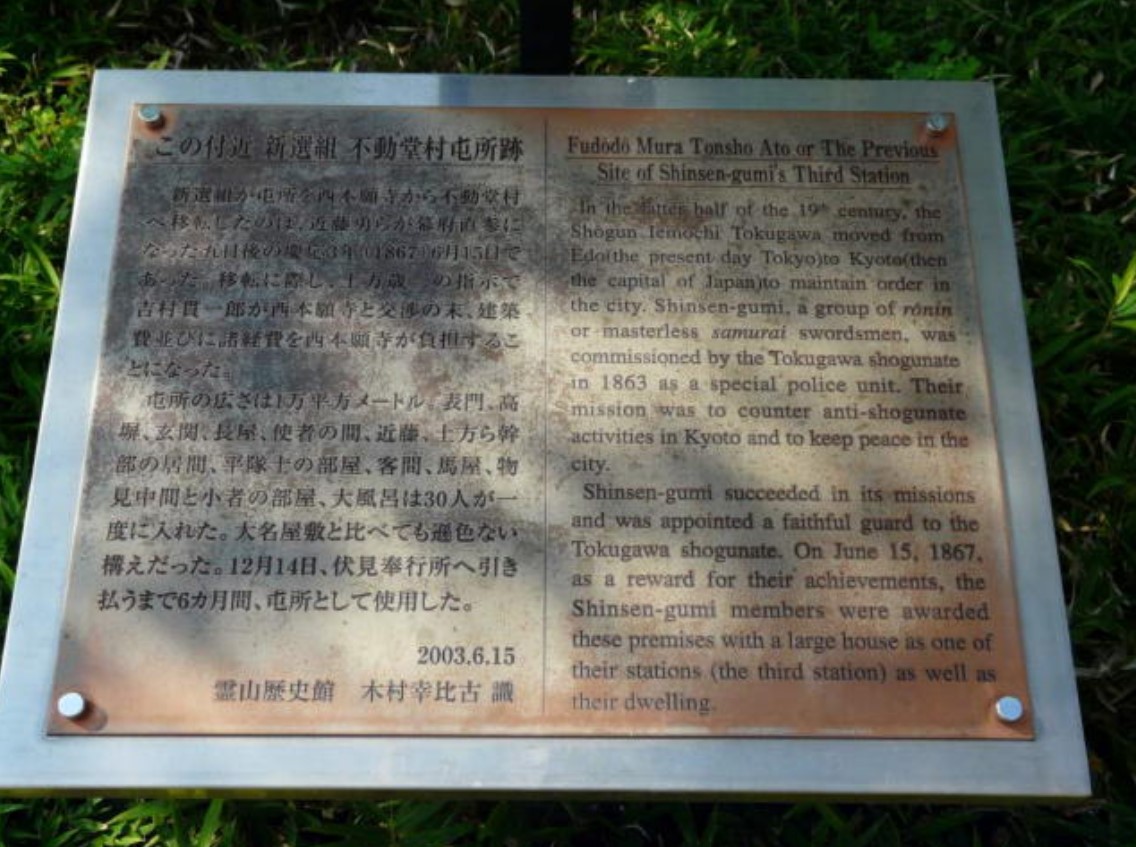 この付近 新選組 不動堂村屯所跡
新選組が屯所を西本願寺から不動堂村
へ移転したのは、近藤勇らが幕府直参に
なった五日後の慶応3年(1867)6月15日で
あった。移転に際し、土方歳三の指示で
吉村貫一郎が西本願寺と交渉の末、建築
費並びに諸経費を西本願寺が負担するこ
とになった。
屯所の広さは1万平方メートル。表門、高
塀、玄関、長屋、使者の間、近藤、土方ら幹
部の居間、平隊士の部屋、客間、馬屋、物
見中間と小者の部屋、大風呂は30人が一
度に入れた。大名屋敷と比べても遜色ない
構えだった。12月14日、伏見奉行所へ引き
払うまで6カ月間、屯所として使用した。
2003.6.15
霊山歴史館 木村幸比古 識
Fudōdō Mura Tonsho Ato or The Previous
Site of Shinsen-gumi's Third Station
In the latter half of the 19th century, the
Shōgun Iemochi Tokugawa moved from
Edo(the present day Tokyo)to Kyoto(then
the capital of Japan)to maintain order in
the city. Shinsen-gumi, a group of rōnin
or masterless samurai swordsmen, was
commissioned by the Tokugawa shogunate
in 1863 as a special police unit. Their
mission was to counter anti-shogunate
activities in Kyoto and to keep peace in the
city.
Shinsen-gumi succeeded in its missions
and was appointed a faithful guard to the
Tokugawa shogunate. On June 15, 1867,
as a reward for their achievements, the
Shinsen-gumi members were awarded
these premises with a large house as one of
their stations (the third station) as well as
their dwelling.